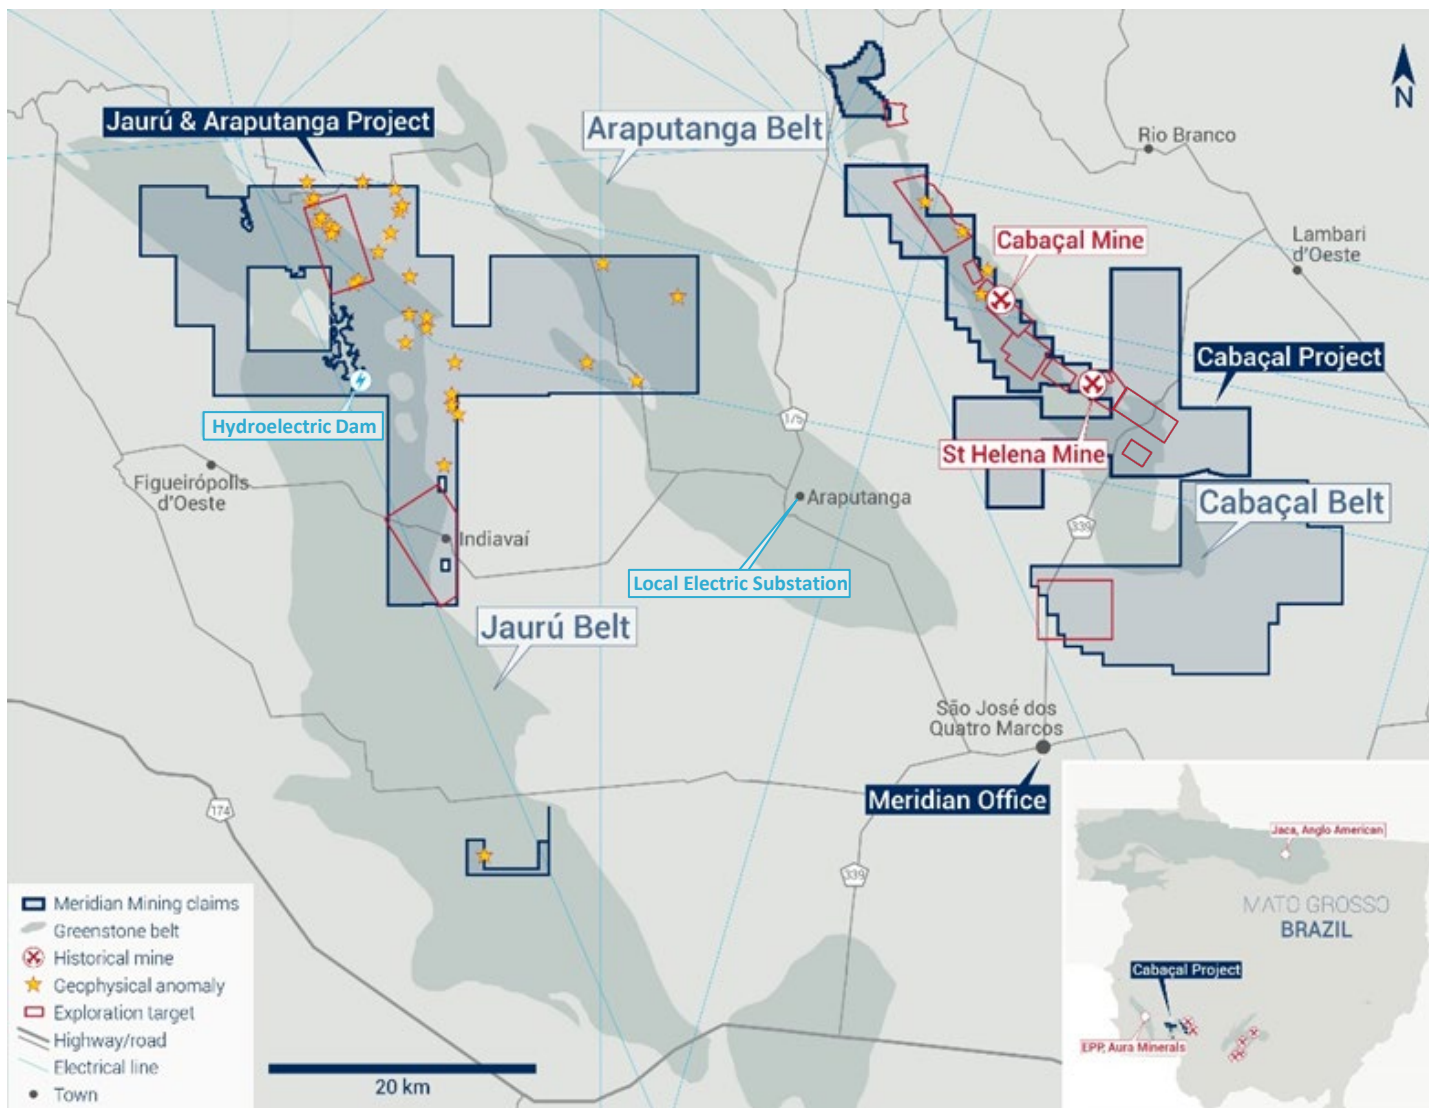 N
Jaurú & Araputanga Project
Araputanga Belt
Rio Branco
Lambari
d'Oeste
Cabaçal Mine
Cabaçal Project
Hydroelectric Dam
175
St Helena Mine
Figueirópolis
d'Oeste
Araputanga
Cabaçal Belt
339
Indiavaí
Local Electric Substation
Jaurú Belt
São José dos
Quatro Marcos
Meridian Office
174
339
Meridian Mining claims
Greenstone belt
Historical mine
Geophysical anomaly
Exploration target
Highway/road
Electrical line
Town
20 km
Jaca, Anglo American
MATO GROSSO
BRAZIL
Cabaçal Project
EPP, Aura Minerals